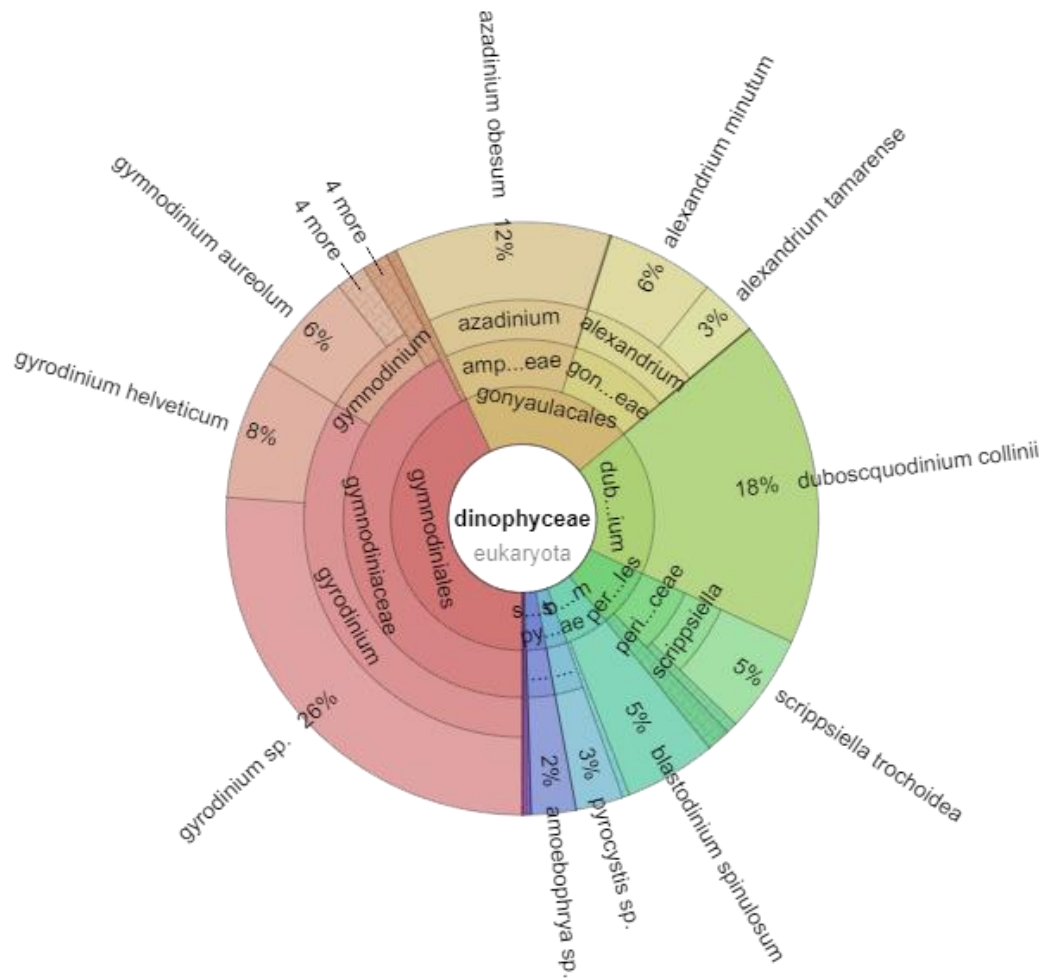 azadinium obesum
12%
alexandrium minutum
6%
alexandrium tamarense
3%
gymnodinium aureolum
6%
4 more
4 more
gyrodinium helveticum
8%
azadinium
alexandrium
amp...eae
gon...eae
gonyaulacales
gymnodinium
gymnodiniales
gymnodiniaceae
gyrodinium
dinophyceae
eukaryota
dub...ium
18%
duboscquodinium collinii
per...les
peri...ceae
scrippsiella
5%
scrippsiella trochoidea
py...ae
......
5%
blastodinium spinulosum
3%
pyrocystis sp.
2%
amoebophrya sp.
26%
gyrodinium sp.